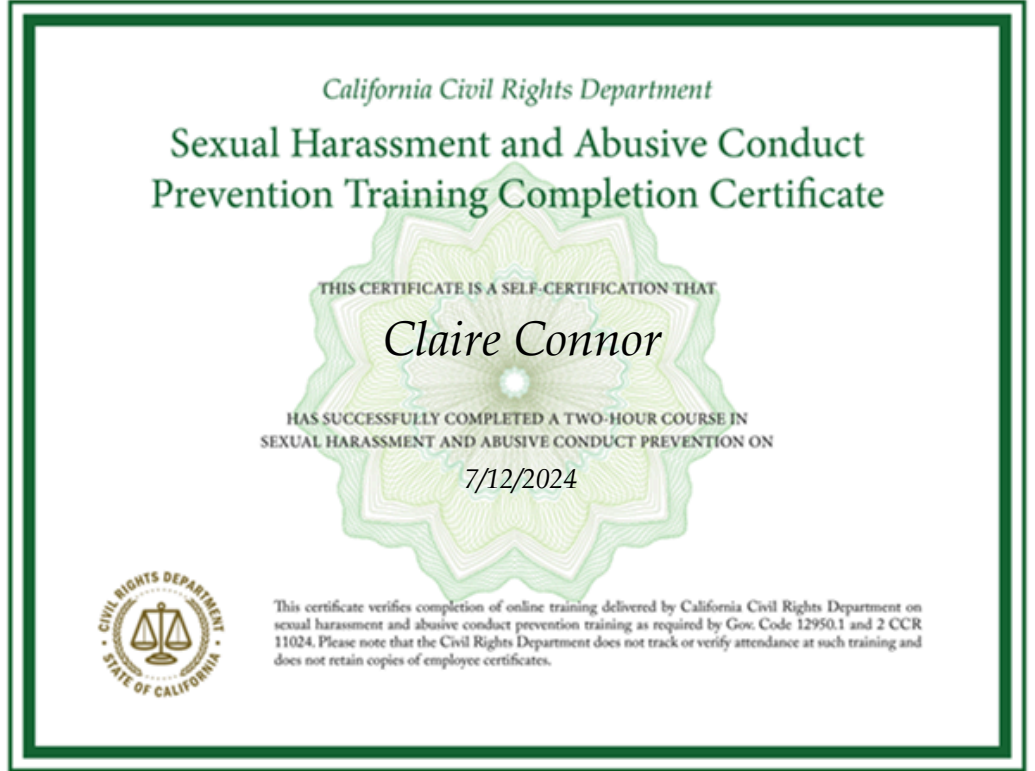 California Civil Rights Department
Sexual Harassment and Abusive Conduct
Prevention Training Completion Certificate
THIS CERTIFICATE IS A SELF-CERTIFICATION THAT
Claire Connor
HAS SUCCESSFULLY COMPLETED A TWO-HOUR COURSE IN
SEXUAL HARASSMENT AND ABUSIVE CONDUCT PREVENTION ON
7/12/2024
CIVIL RIGHTS DEPARTMENT
STATE OF CALIFORNIA
This certificate verifies completion of online training delivered by California Civil Rights Department on
sexual harassment and abusive conduct prevention training as required by Gov. Code 12950.1 and 2 CCR
11024. Please note that the Civil Rights Department does not track or verify attendance at such training and
does not retain copies of employee certificates.